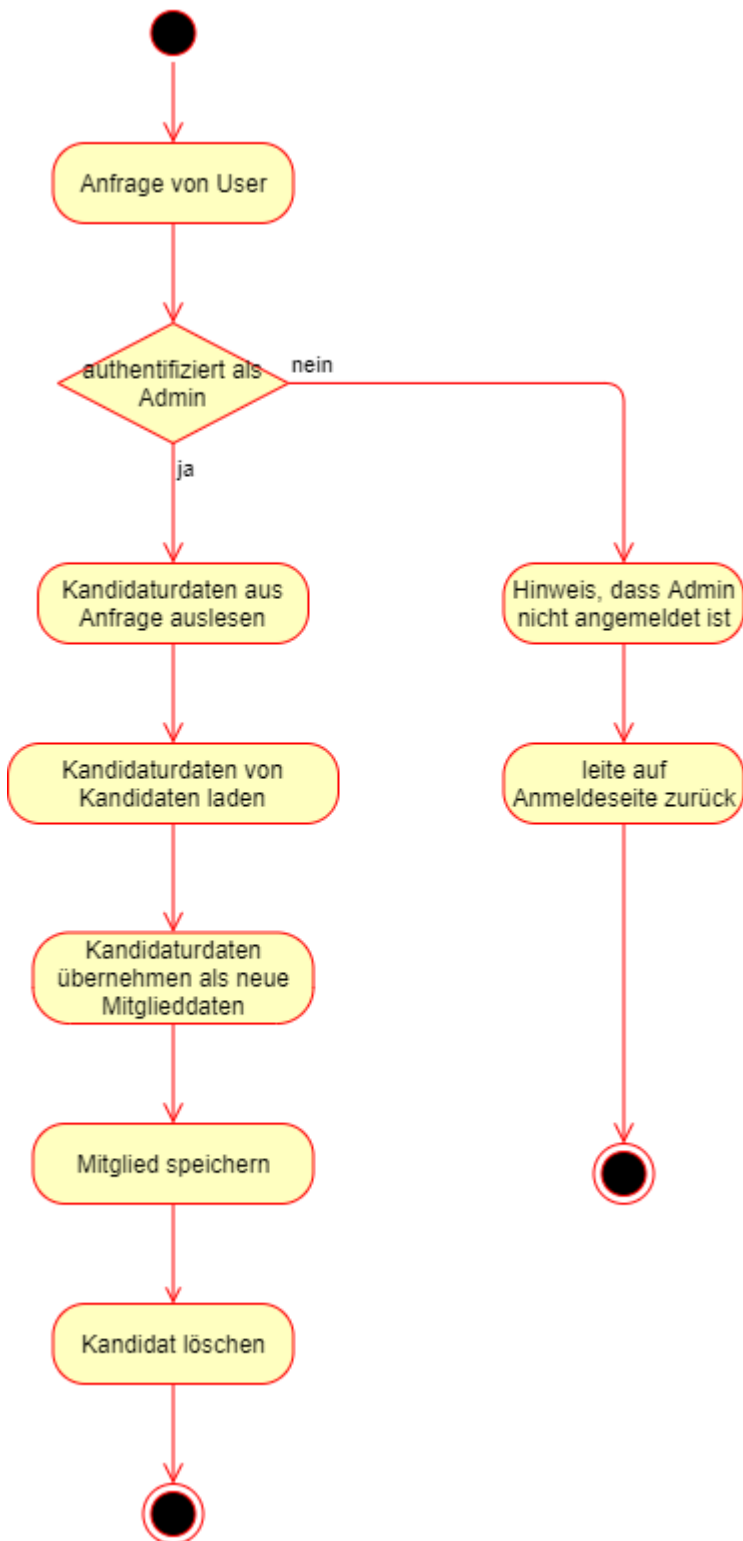 Anfrage von User
authentifiziert als
Admin
nein
ja
Kandidaturdaten aus
Anfrage auslesen
Hinweis, dass Admin
nicht angemeldet ist
Kandidaturdaten von
Kandidaten laden
leite auf
Anmeldeseite zurück
Kandidaturdaten
übernehmen als neue
Mitglieddaten
Mitglied speichern
Kandidat löschen